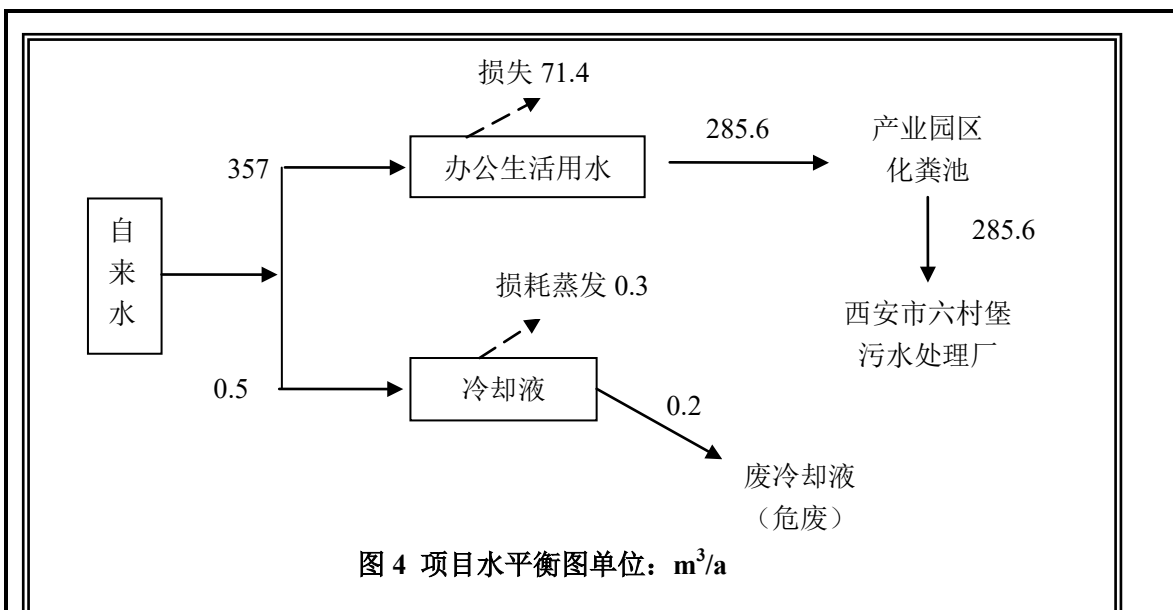 损失 71.4
285.6
产业园区
化粪池
357
办公生活用水
自
来
水
285.6
损耗蒸发 0.3
西安市六村堡
污水处理厂
0.5
冷却液
0.2
废冷却液
（危废）
图 4 项目水平衡图单位：m³/a